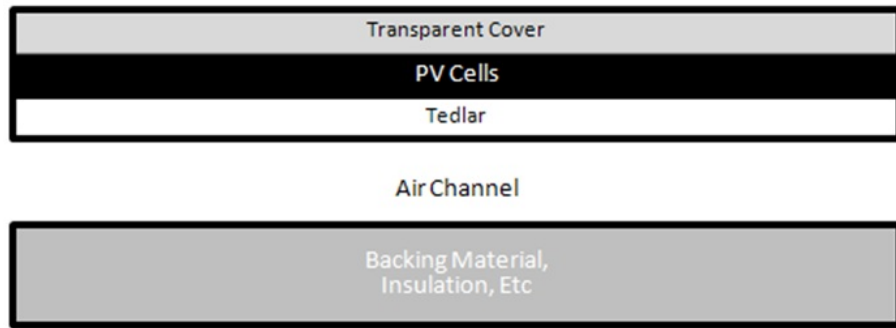 Transparent Cover
PV Cells
Tedlar
Air Channel
Backing Material,
Insulation, Etc